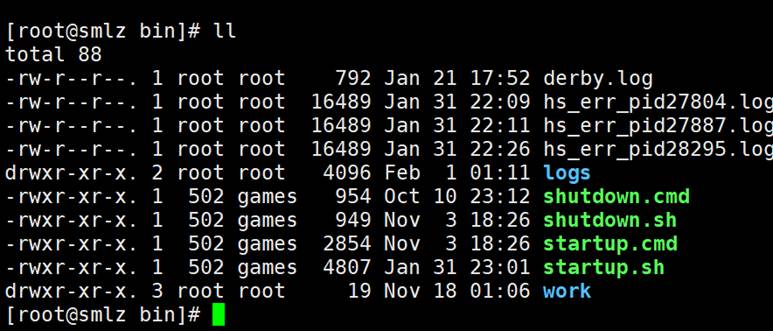 [root@smlz bin]# ll
total 88
-rw-r--r--. 1 root root   792 Jan 21 17:52 derby.log
-rw-r--r--. 1 root root 16489 Jan 31 22:09 hs_err_pid27804.log
-rw-r--r--. 1 root root 16489 Jan 31 22:11 hs_err_pid27887.log
-rw-r--r--. 1 root root 16489 Jan 31 22:26 hs_err_pid28295.log
drwxr-xr-x. 2 root root  4096 Feb  1 01:11 logs
-rwxr-xr-x. 1  502 games   954 Oct 10 23:12 shutdown.cmd
-rwxr-xr-x. 1  502 games   949 Nov  3 18:26 shutdown.sh
-rwxr-xr-x. 1  502 games  2854 Nov  3 18:26 startup.cmd
-rwxr-xr-x. 1  502 games  4807 Jan 31 23:01 startup.sh
drwxr-xr-x. 3 root root    19 Nov 18 01:06 work
[root@smlz bin]#